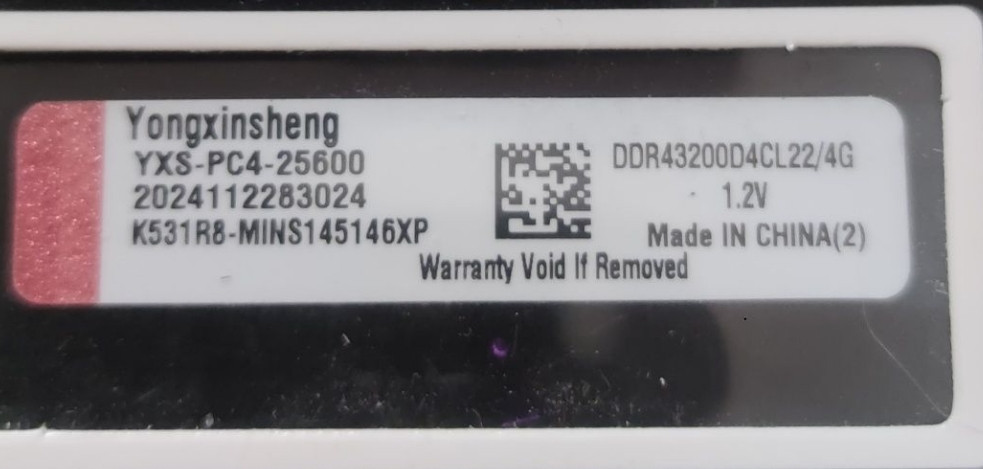 Yongxinsheng
YXS-PC4-25600
2024112283024
K531R8-MINS145146XP
DDR43200D4CL22/4G
1.2V
Made IN CHINA(2)
Warranty Void If Removed